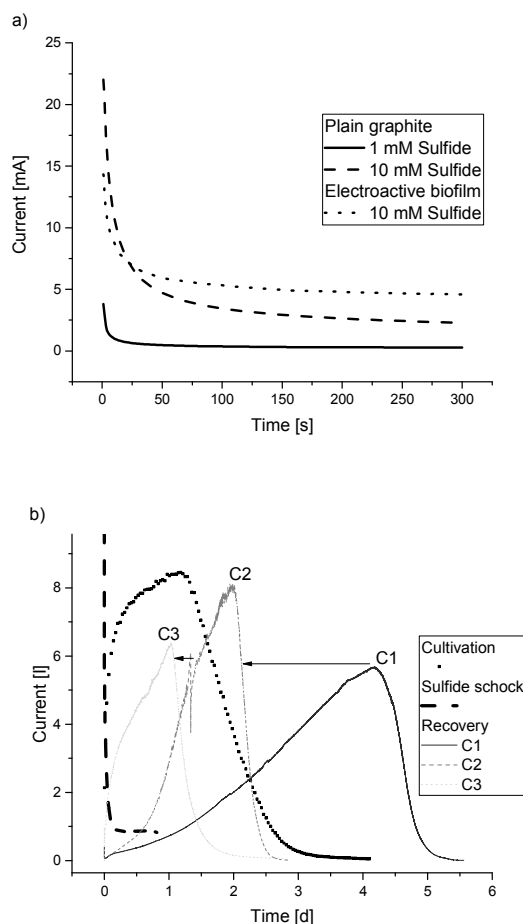 a)
25
20
15
10
5
0
Current [mA]
Plain graphite
1 mM Sulfide
10 mM Sulfide
Electroactive biofilm
10 mM Sulfide
0 50 100 150 200 250 300
Time [s]
b)
8
6
4
2
0
Current [I]
C3
C2
C1
Cultivation
Sulfide schock
Recovery
C1
C2
C3
0 1 2 3 4 5 6
Time [d]